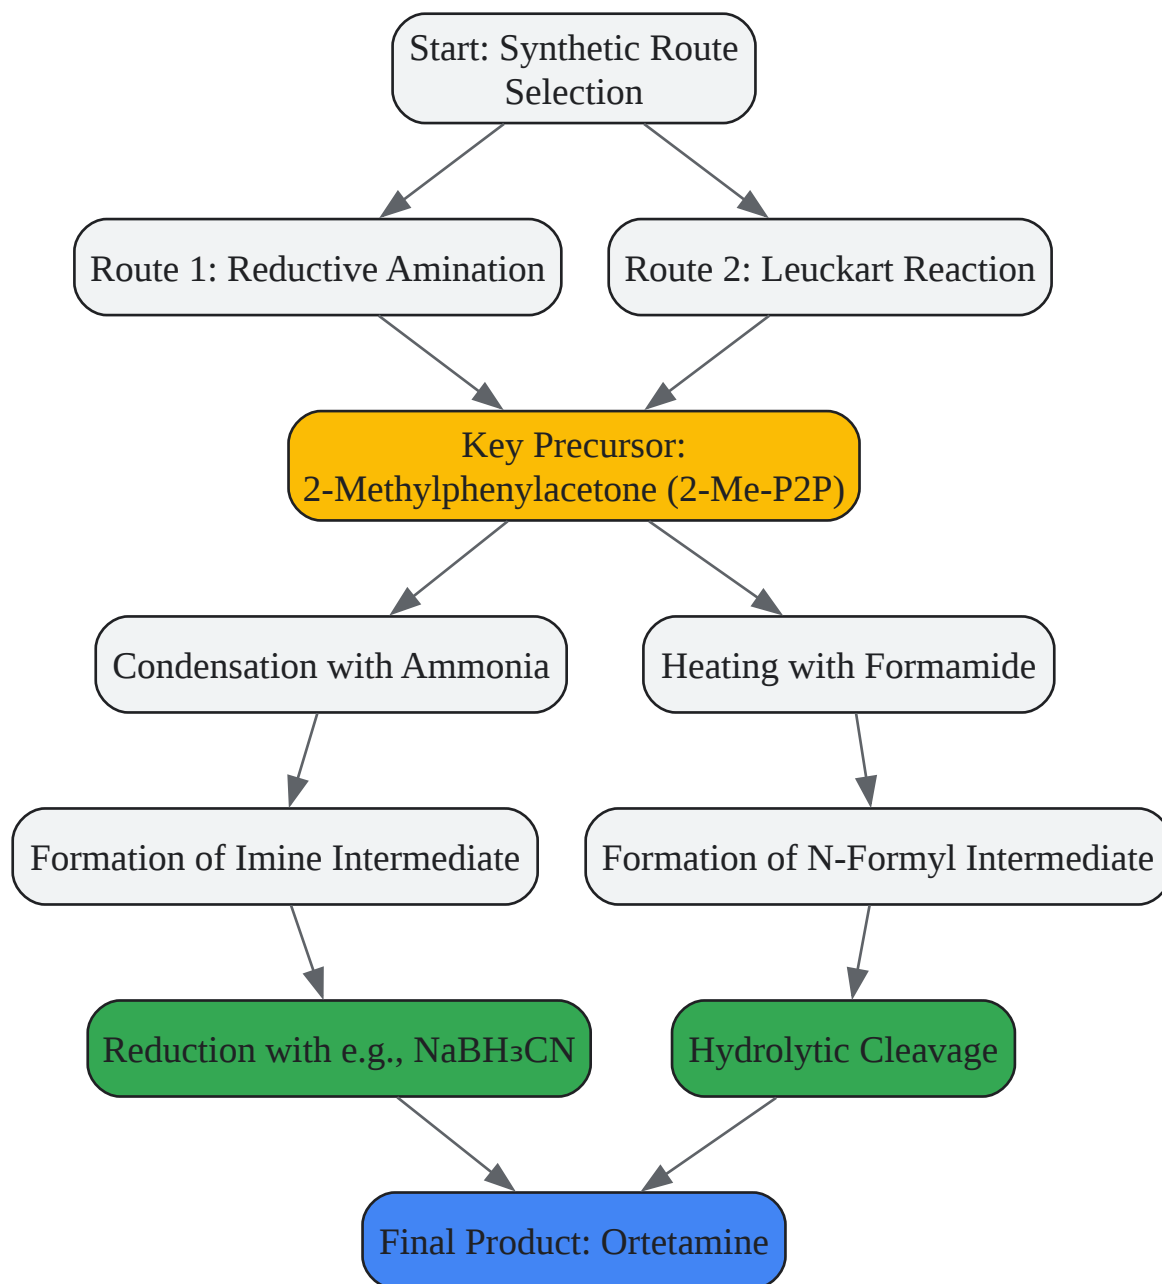 Start: Synthetic Route
Selection
Route 1: Reductive Amination
Route 2: Leuckart Reaction
Key Precursor:
2-Methylphenylacetone (2-Me-P2P)
Condensation with Ammonia
Heating with Formamide
Formation of Imine Intermediate
Formation of N-Formyl Intermediate
Reduction with e.g., NaBH₃CN
Hydrolytic Cleavage
Final Product: Ortetamine